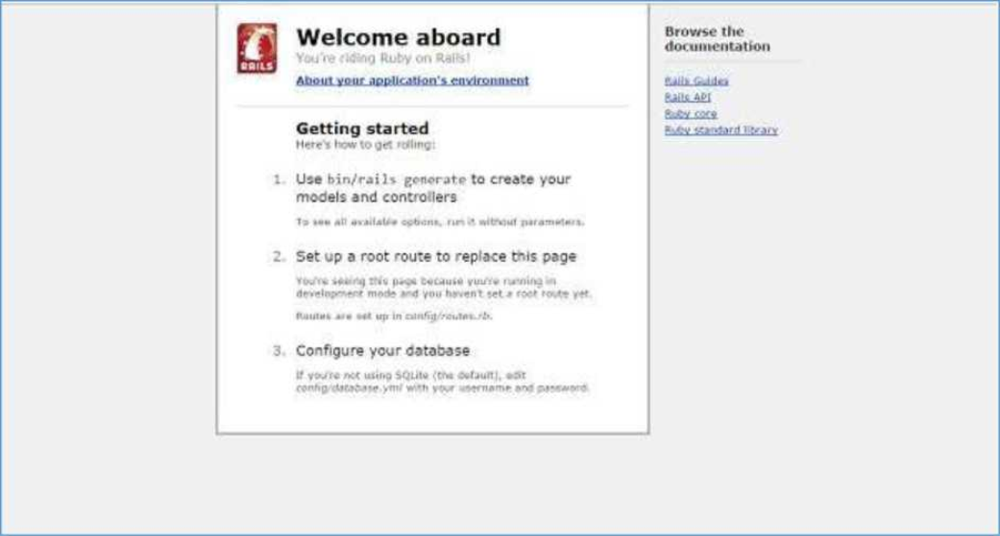 RAILS
Welcome aboard
You're riding Ruby on Rails!
About your application's environment
Getting started
Here's how to get rolling:
1. Use bin/rails generate to create your
models and controllers
To see all available options, run it without parameters.
2. Set up a root route to replace this page
You're seeing this page because you're running in
development mode and you haven't set a root route yet.
Routes are set up in config/routes.rb.
3. Configure your database
If you're not using SQLite (the default), edit
config/database.yml with your username and password.
Browse the
documentation
Rails Guides
Rails API
Ruby core
Ruby standard library